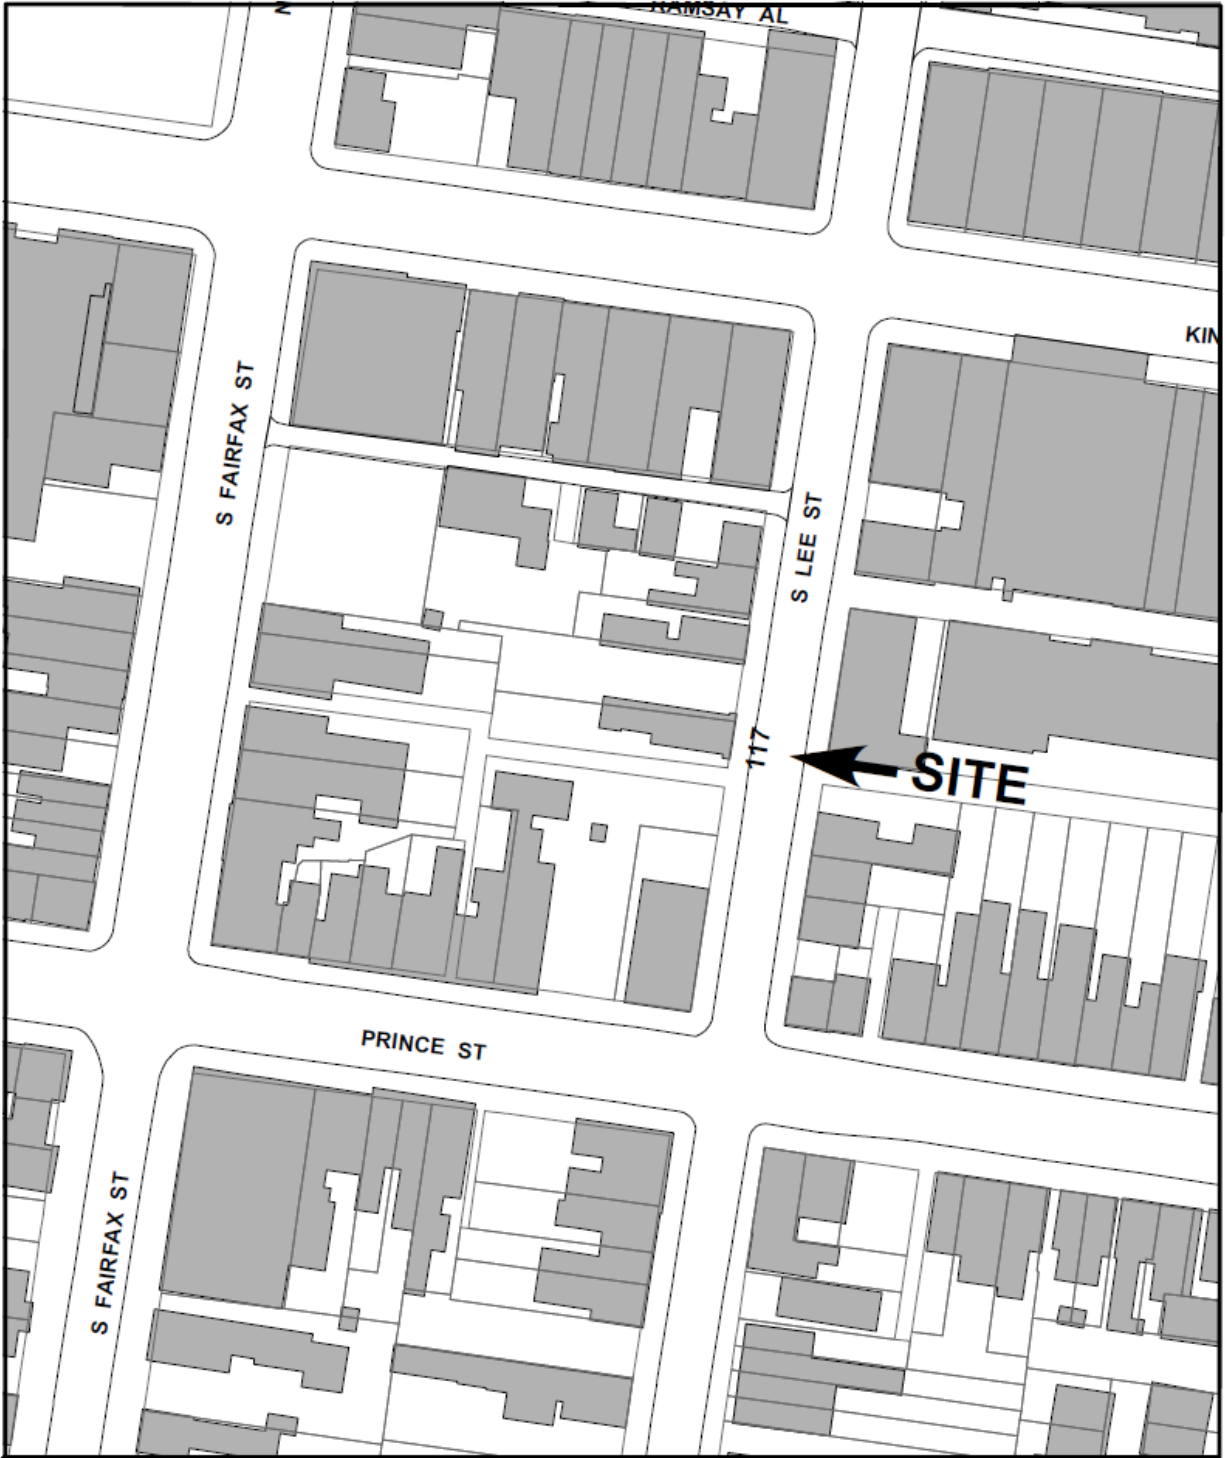 RAMSAY AL
N
KIN
S FAIRFAX ST
S LEE ST
117
SITE
PRINCE ST
S FAIRFAX ST